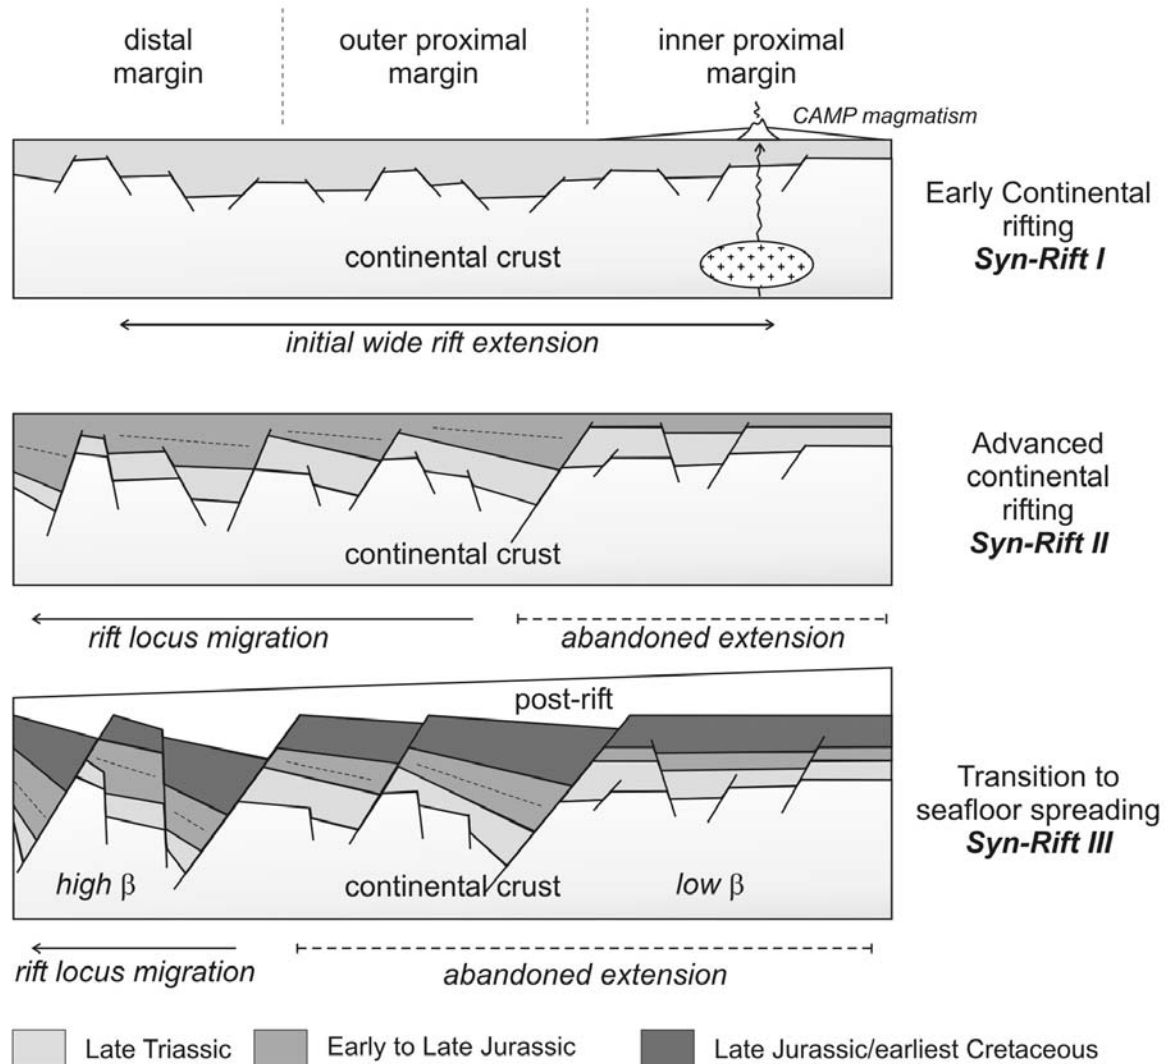 distal
margin
outer proximal
margin
inner proximal
margin
CAMP magmatism
continental crust
Early Continental
rifting
Syn-Rift I
initial wide rift extension
continental crust
Advanced
continental
rifting
Syn-Rift II
rift locus migration
abandoned extension
post-rift
high β
continental crust
low β
Transition to
seafloor spreading
Syn-Rift III
rift locus migration
abandoned extension
Late Triassic
Early to Late Jurassic
Late Jurassic/earliest Cretaceous